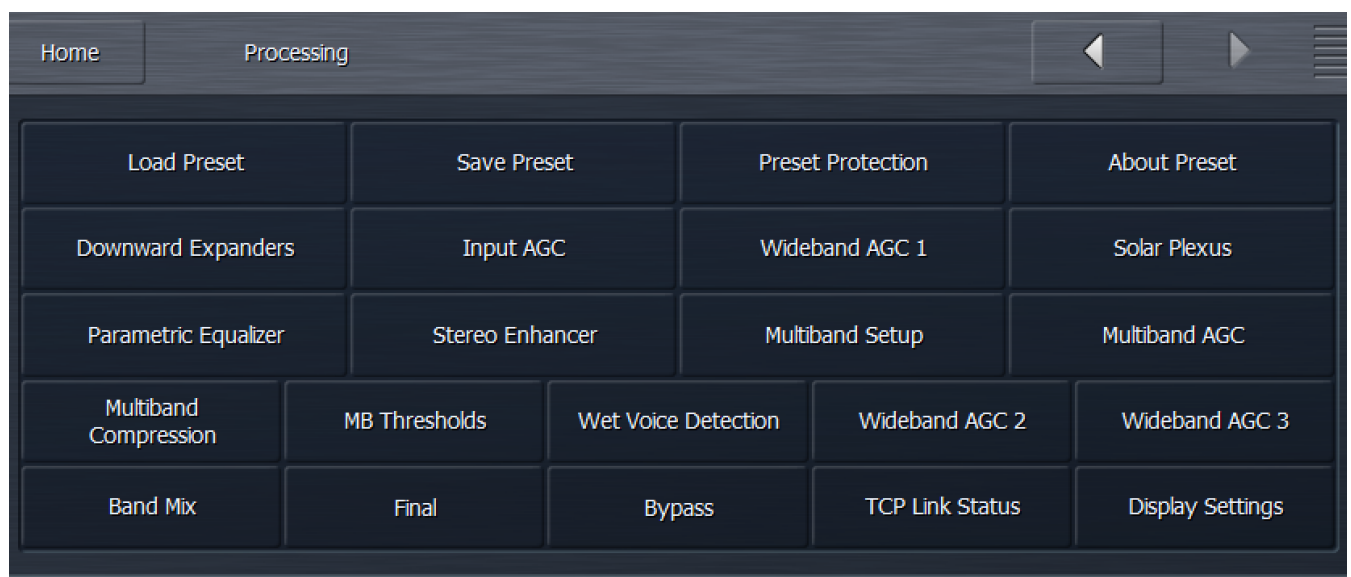 Home Processing
Load Preset Save Preset Preset Protection About Preset
Downward Expanders Input AGC Wideband AGC 1 Solar Plexus
Parametric Equalizer Stereo Enhancer Multiband Setup Multiband AGC
Multiband
Compression MB Thresholds Wet Voice Detection Wideband AGC 2 Wideband AGC 3
Band Mix Final Bypass TCP Link Status Display Settings